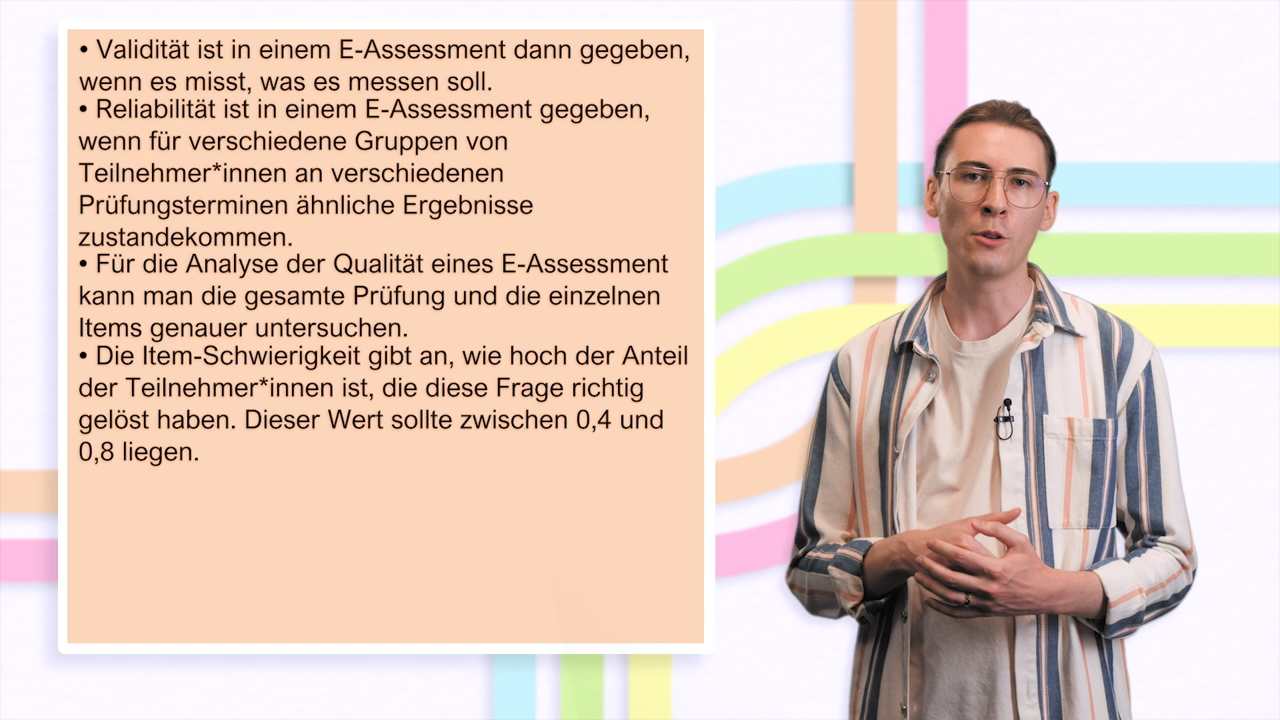 • Validität ist in einem E-Assessment dann gegeben,
wenn es misst, was es messen soll.
• Reliabilität ist in einem E-Assessment gegeben,
wenn für verschiedene Gruppen von
Teilnehmer*innen an verschiedenen
Prüfungsterminen ähnliche Ergebnisse
zustandekommen.
• Für die Analyse der Qualität eines E-Assessment
kann man die gesamte Prüfung und die einzelnen
Items genauer untersuchen.
• Die Item-Schwierigkeit gibt an, wie hoch der Anteil
der Teilnehmer*innen ist, die diese Frage richtig
gelöst haben. Dieser Wert sollte zwischen 0,4 und
0,8 liegen.